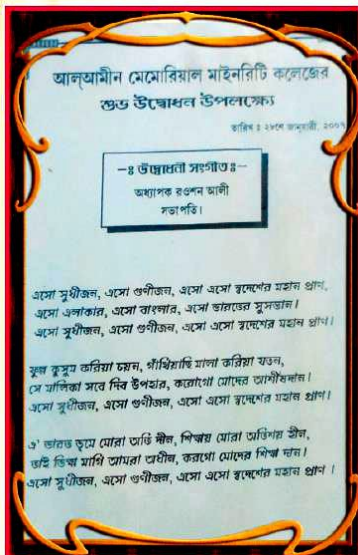 আল্আমীন মেমোরিয়াল মাইনরিটি কলেজের
শুভ উদ্বোধন উপলক্ষ্যে
তারিখ ঃ ২৮শে জানুয়ারী, ২০০৭
-ঃ উদ্বোধনী সংগীত ঃ-
অধ্যাপক রওশন আলী
সভাপতি।
এসো সুধীজন, এসো গুণীজন, এসো এসো স্বদেশের মহান প্রাণ,
এসো এলাকার, এসো বাংলার, এসো ভারতের সুসন্তান।
এসো সুধীজন, এসো গুণীজন, এসো এসো স্বদেশের মহান প্রাণ।
ফুল কুসুম করিয়া চয়ন, গাঁথিয়াছি মালা করিয়া যতন,
সে মালিকা সবে দিব উপহার, করোগো মোদের আশীষদান।
এসো সুধীজন, এসো গুণীজন, এসো এসো স্বদেশের মহান প্রাণ।
এ' ভারত ভূমে মোরা অতি দীন, শিক্ষায় মোরা অতিশয় হীন,
তাই ভিক্ষা মাগি আমরা অধীন, করগো মোদের শিক্ষা দান।
এসো সুধীজন, এসো গুণীজন, এসো এসো স্বদেশের মহান প্রাণ।